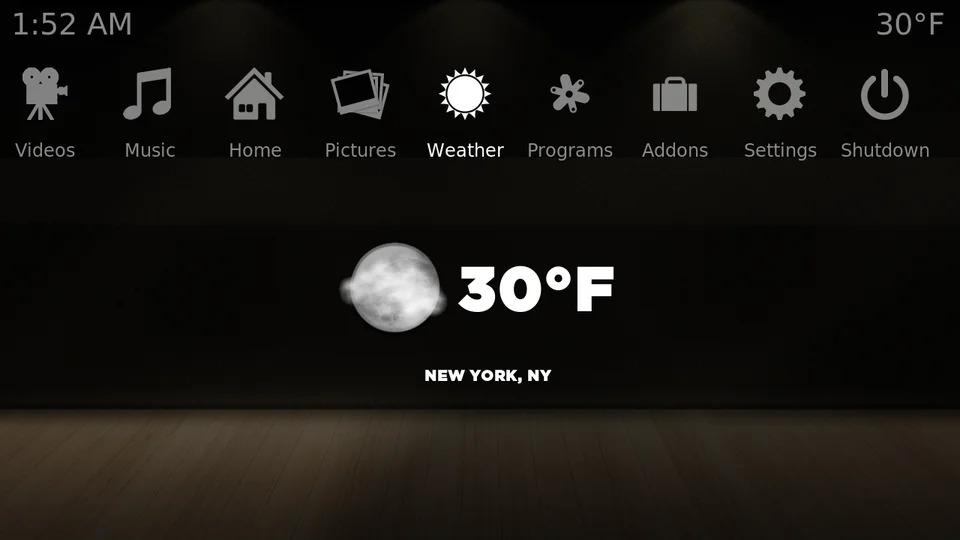 1:52 AM 30°F
Videos Music Home Pictures Weather Programs Addons Settings Shutdown
30°F
NEW YORK, NY